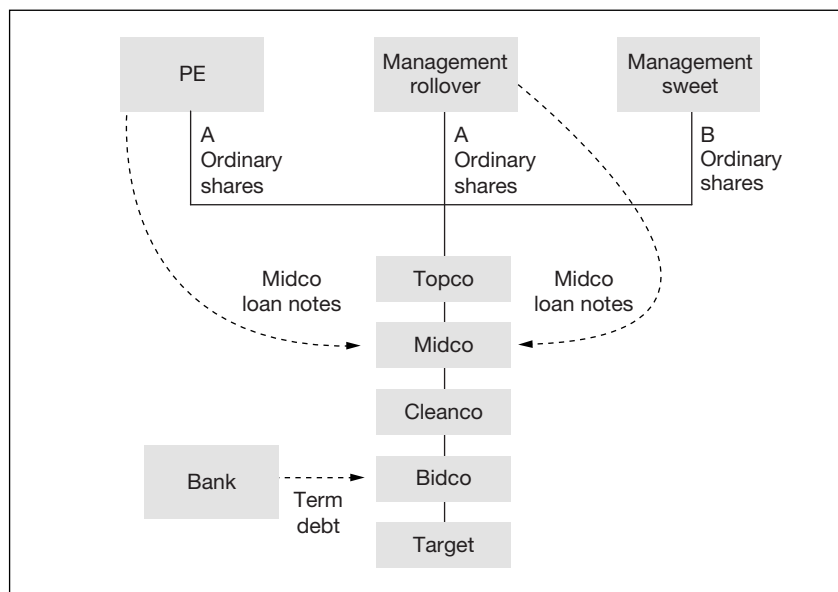 PE
Management
rollover
Management
sweet
A
Ordinary
shares
A
Ordinary
shares
B
Ordinary
shares
Topco
Midco
loan notes
Midco
loan notes
Midco
Cleanco
Bank
Term
debt
Bidco
Target